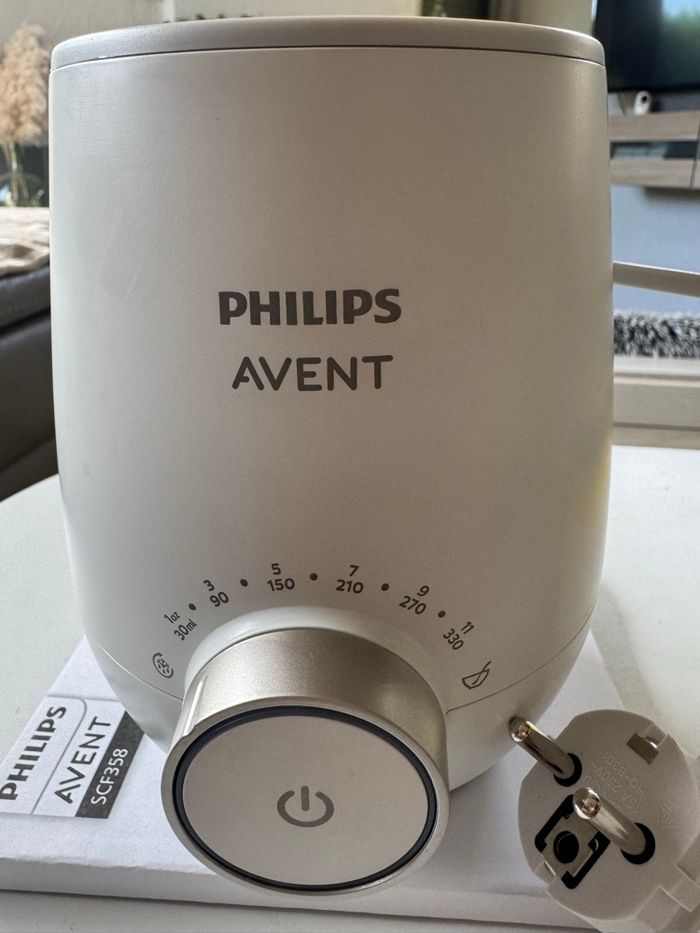 PHILIPS
AVENT
1oz 3 5 7 9 11
30ml 90 150 210 270 330
PHILIPS
AVENT
SCF358